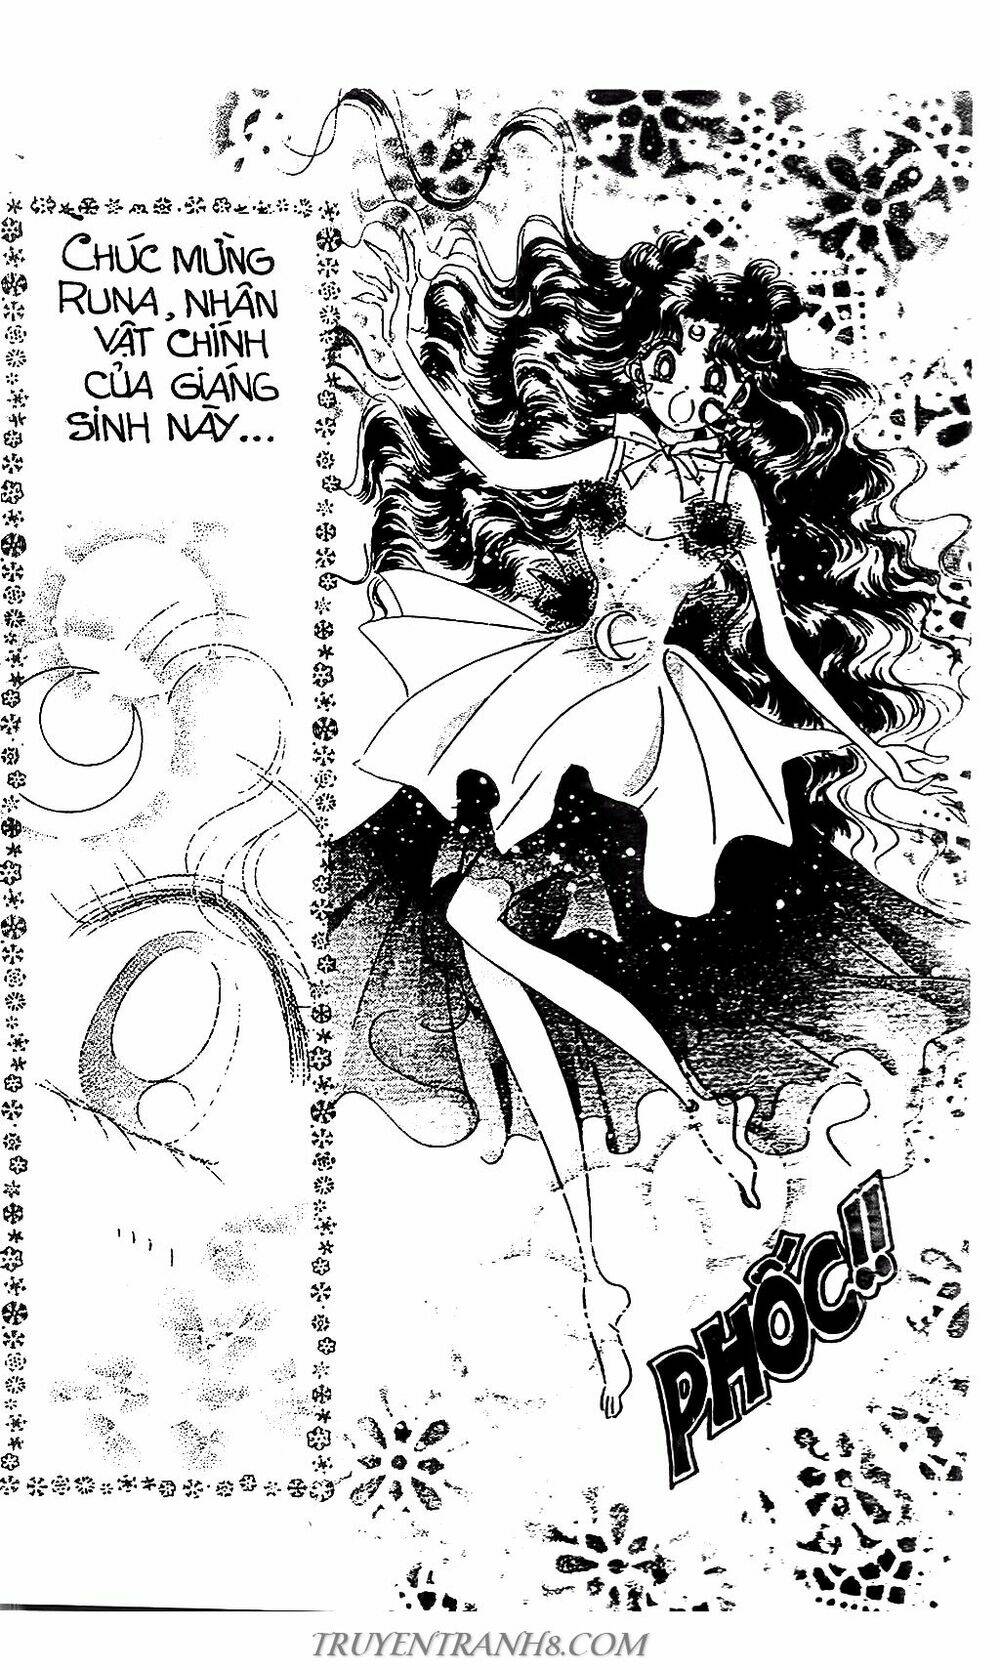 CHÚC MỪNG
RUNA, NHÂN
VẬT CHÍNH
CỦA GIÁNG
SINH NÀY...
PHỐC!!
TRUYENTRANH8.COM